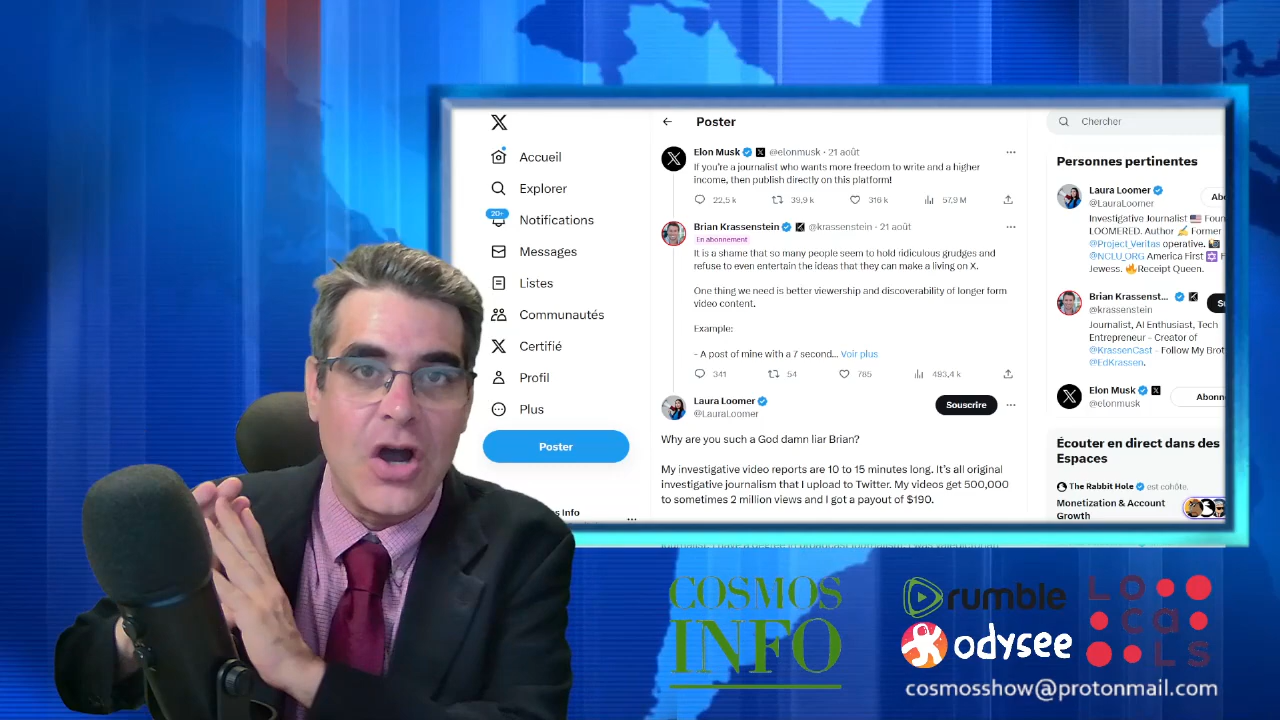 Poster
Chercher
Accueil
Explorer
20+
Notifications
Messages
Listes
Communautés
Certifié
Profil
Plus
Poster
Elon Musk @elonmusk · 21 août
If you're a journalist who wants more freedom to write and a higher
income, then publish directly on this platform!
22,5 k 39,9 k 316 k 57,9 M
Brian Krassenstein @krassenstein · 21 août
En abonnement
It is a shame that so many people seem to hold ridiculous grudges and
refuse to even entertain the ideas that they can make a living on X.
One thing we need is better viewership and discoverability of longer form
video content.
Example:
- A post of mine with a 7 second... Voir plus
341 54 785 493,4 k
Laura Loomer
@LauraLoomer
Souscrire
Why are you such a God damn liar Brian?
My investigative video reports are 10 to 15 minutes long. It's all original
investigative journalism that I upload to Twitter. My videos get 500,000
to sometimes 2 million views and I got a payout of $190.
Personnes pertinentes
Laura Loomer
@LauraLoomer
Investigative Journalist
LOOMERED. Author Former
@Project_Veritas operative.
@NCLU_ORG America First
Jewess. Receipt Queen.
Brian Krassenst...
@krassenstein
Journalist, AI Enthusiast, Tech
Entrepreneur - Creator of
@KrassenCast - Follow My Bro
@EdKrassen.
Elon Musk
@elonmusk
Abonn
Écouter en direct dans des
Espaces
The Rabbit Hole est cohôte.
Monetization & Account
Growth
Info
COSMOS
INFO
rumble
odysee
LOcaLs
cosmosshow@protonmail.com